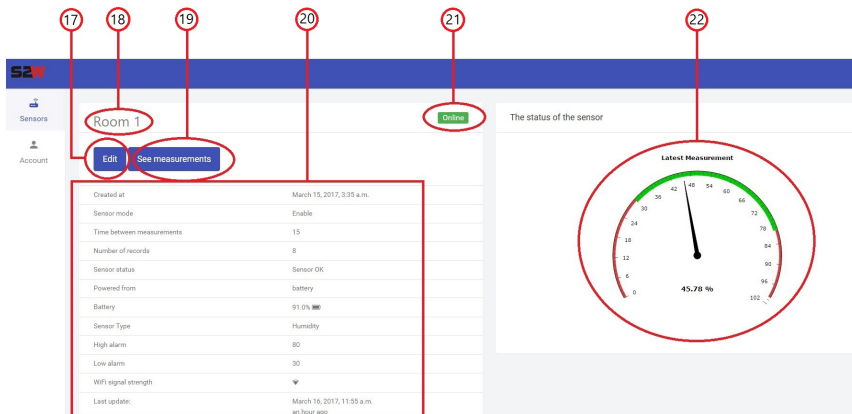 17
18
19
20
21
22
S2W
Sensors
Account
Room 1
Online
The status of the sensor
Edit
See measurements
Created at March 15, 2017, 3:35 a.m.
Sensor mode Enable
Time between measurements 15
Number of records 8
Sensor status Sensor OK
Powered from battery
Battery 91.0%
Sensor Type Humidity
High alarm 80
Low alarm 30
WiFi signal strength
Last update: March 16, 2017, 11:55 a.m.
an hour ago
Latest Measurement
0
6
12
18
24
30
36
42
48
54
60
66
72
78
84
90
96
102
45.78 %